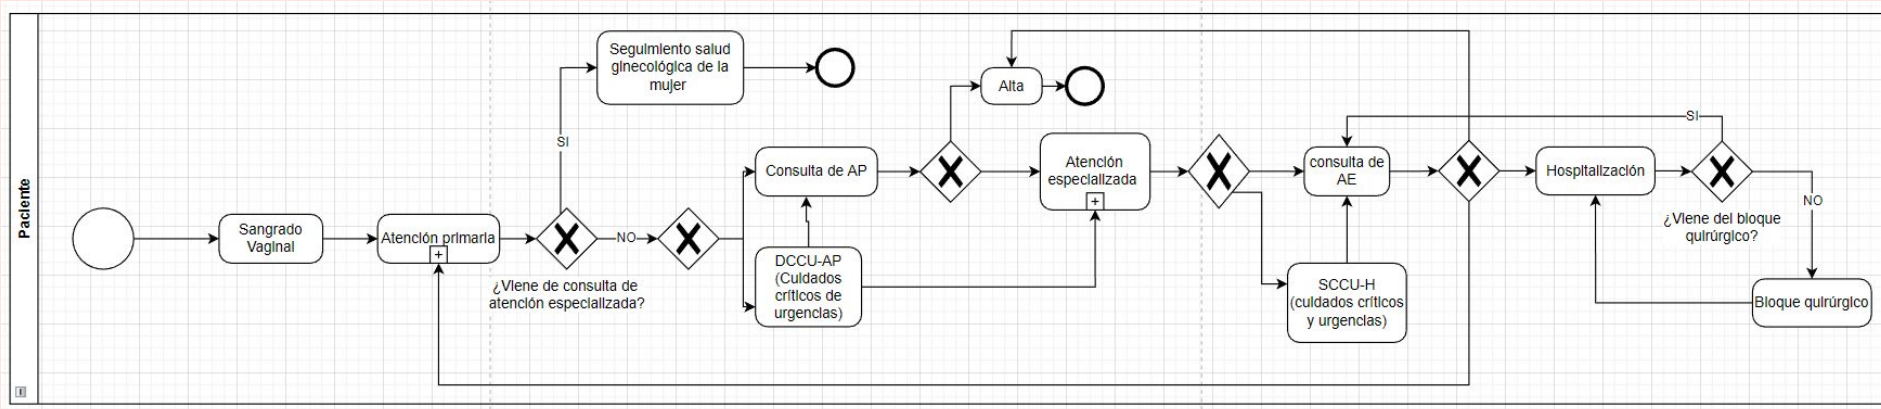 Paciente
Sangrado
Vaginal
Atención primaria
¿Viene de consulta de
atención especializada?
SI
Seguimiento salud
ginecológica de la
mujer
NO
Consulta de AP
DCCU-AP
(Cuidados
críticos de
urgencias)
Alta
Atención
especializada
consulta de
AE
SCCU-H
(cuidados críticos
y urgencias)
Hospitalización
SI
¿Viene del bloque
quirúrgico?
NO
Bloque quirúrgico